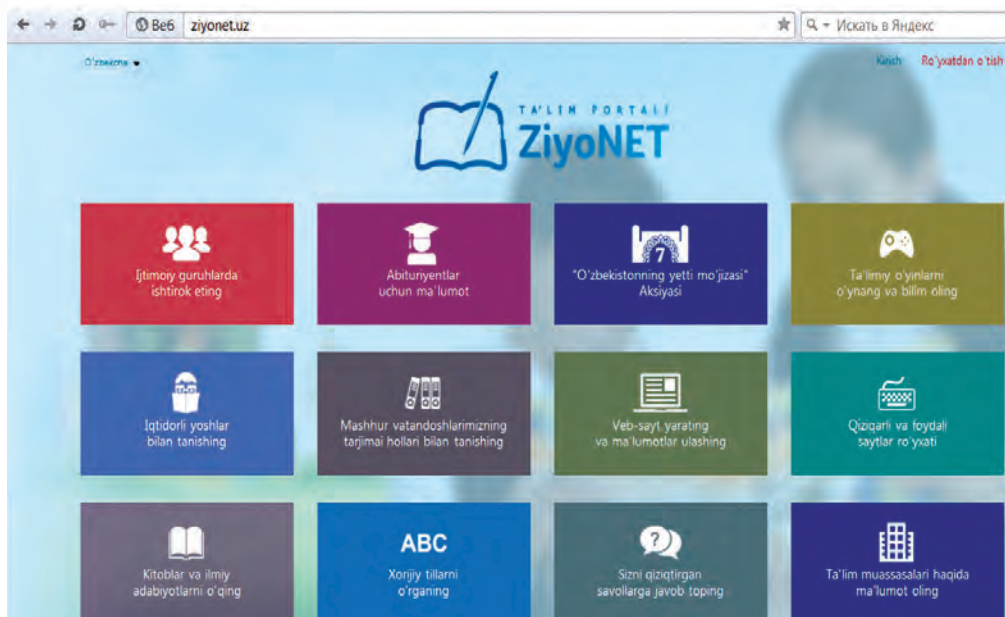 Веб ziyonet.uz Искать в Яндекс
O'zbekcha Kirish Ro'yxatdan o'tish
TA'LIM PORTALI
ZiyoNET
Ijtimoiy guruhlarda
ishtirok eting
Abituriyentlar
uchun ma'lumot
7
"O'zbekistonning yetti mo'jizasi"
Aksiyasi
Ta'limiy o'yinlarni
o'ynang va bilim oling
Iqtidorli yoshlar
bilan tanishing
Mashhur vatandoshlarimizning
tarjimai hollari bilan tanishing
Veb-sayt yarating
va ma'lumotlar ulashing
Qiziqarli va foydali
saytlar ro'yxati
Kitoblar va ilmiy
adabiyotlarni o'qing
ABC
Xorijiy tillarni
o'rganing
?
Sizni qiziqtirgan
savollarga javob toping
Ta'lim muassasalari haqida
ma'lumot oling